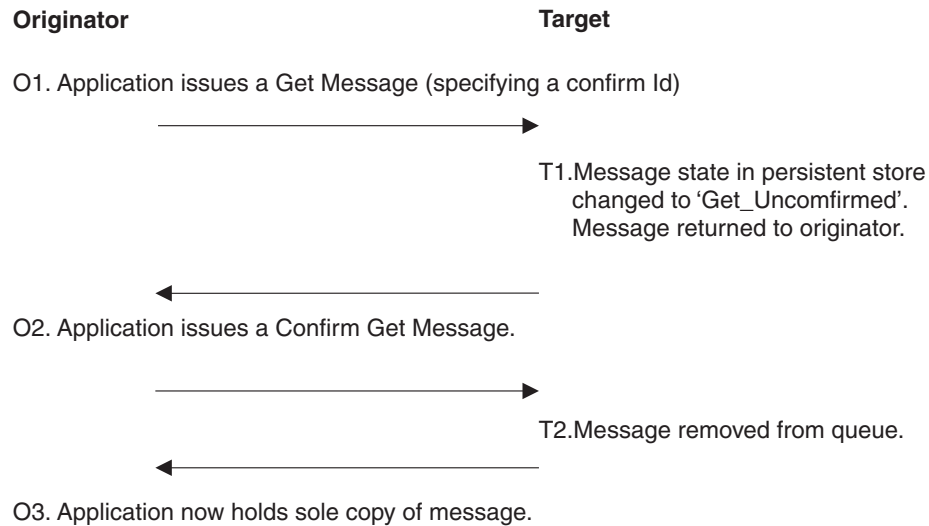 Originator
Target
O1. Application issues a Get Message (specifying a confirm Id)
T1.Message state in persistent store
changed to ‘Get_Uncomfirmed’.
Message returned to originator.
O2. Application issues a Confirm Get Message.
T2.Message removed from queue.
O3. Application now holds sole copy of message.